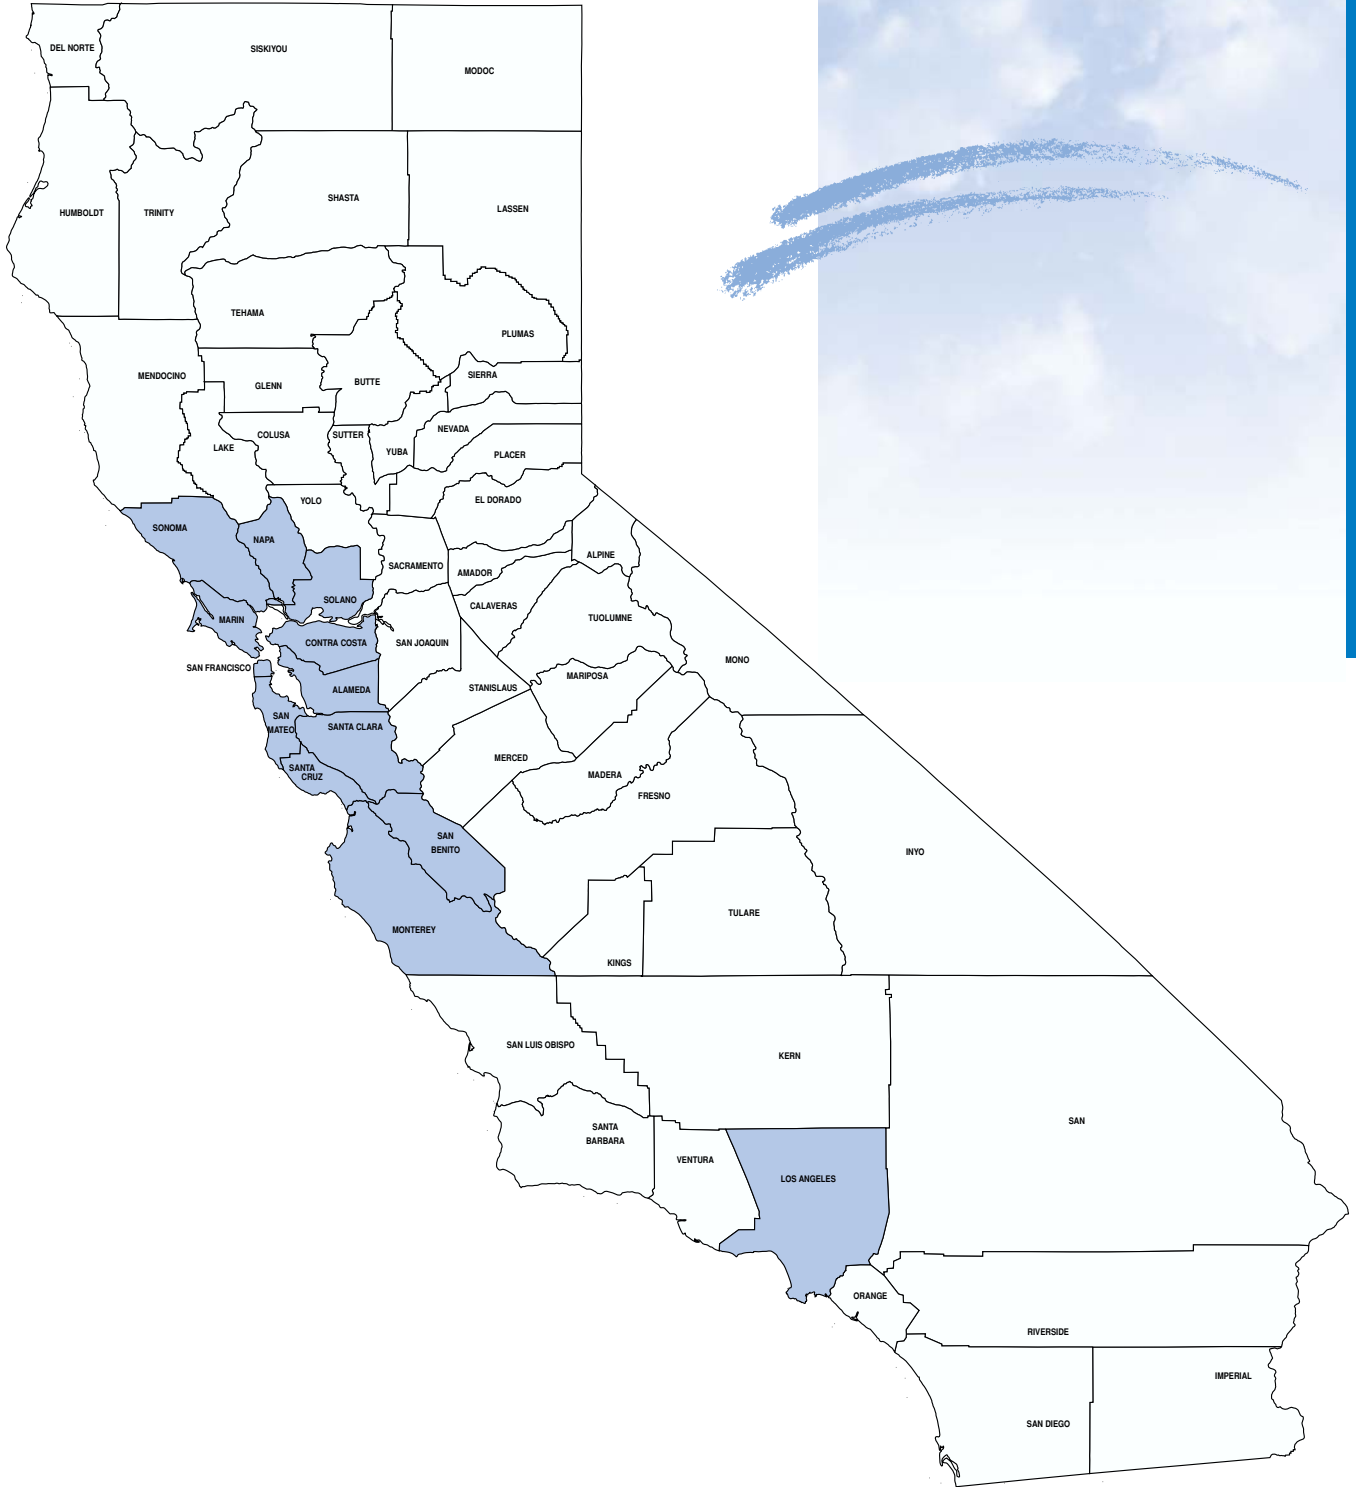 DEL NORTE
SISKIYOU
MODOC
HUMBOLDT
TRINITY
SHASTA
LASSEN
TEHAMA
PLUMAS
MENDOCINO
GLENN
BUTTE
SIERRA
LAKE
COLUSA
SUTTER
YUBA
NEVADA
PLACER
YOLO
EL DORADO
SONOMA
NAPA
SACRAMENTO
AMADOR
ALPINE
SOLANO
CALAVERAS
TUOLUMNE
MARIN
CONTRA COSTA
SAN JOAQUIN
MONO
SAN FRANCISCO
ALAMEDA
STANISLAUS
MARIPOSA
SAN
MATEO
SANTA CLARA
MERCED
SANTA
CRUZ
MADERA
FRESNO
SAN
BENITO
INYO
MONTEREY
KINGS
TULARE
SAN LUIS OBISPO
KERN
SAN
SANTA
BARBARA
VENTURA
LOS ANGELES
ORANGE
RIVERSIDE
IMPERIAL
SAN DIEGO